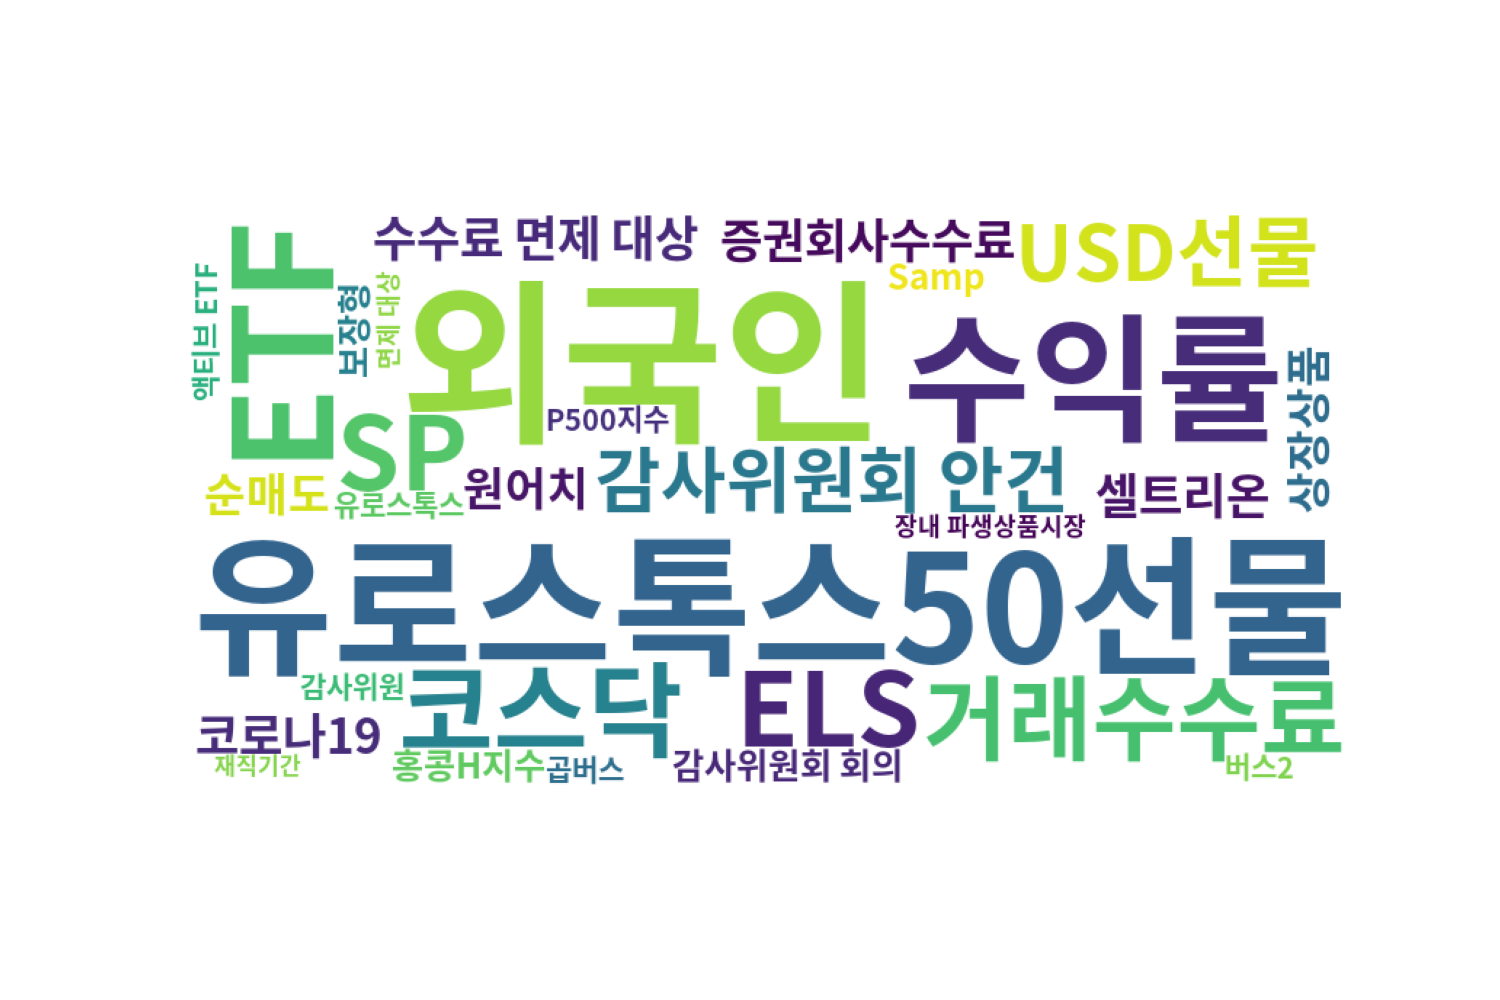 수수료 면제 대상
증권회사수수료
USD선물
Samp
액티브 ETF
ETF
보장형
면제 대상
외국인
수익률
상장상품
SP
P500지수
순매도
유로스톡스
원어치
감사위원회 안건
셀트리온
장내 파생상품시장
유로스톡스50선물
감사위원
코스닥
ELS
거래수수료
코로나19
재직기간
홍콩H지수
곱버스
감사위원회 회의
버스2